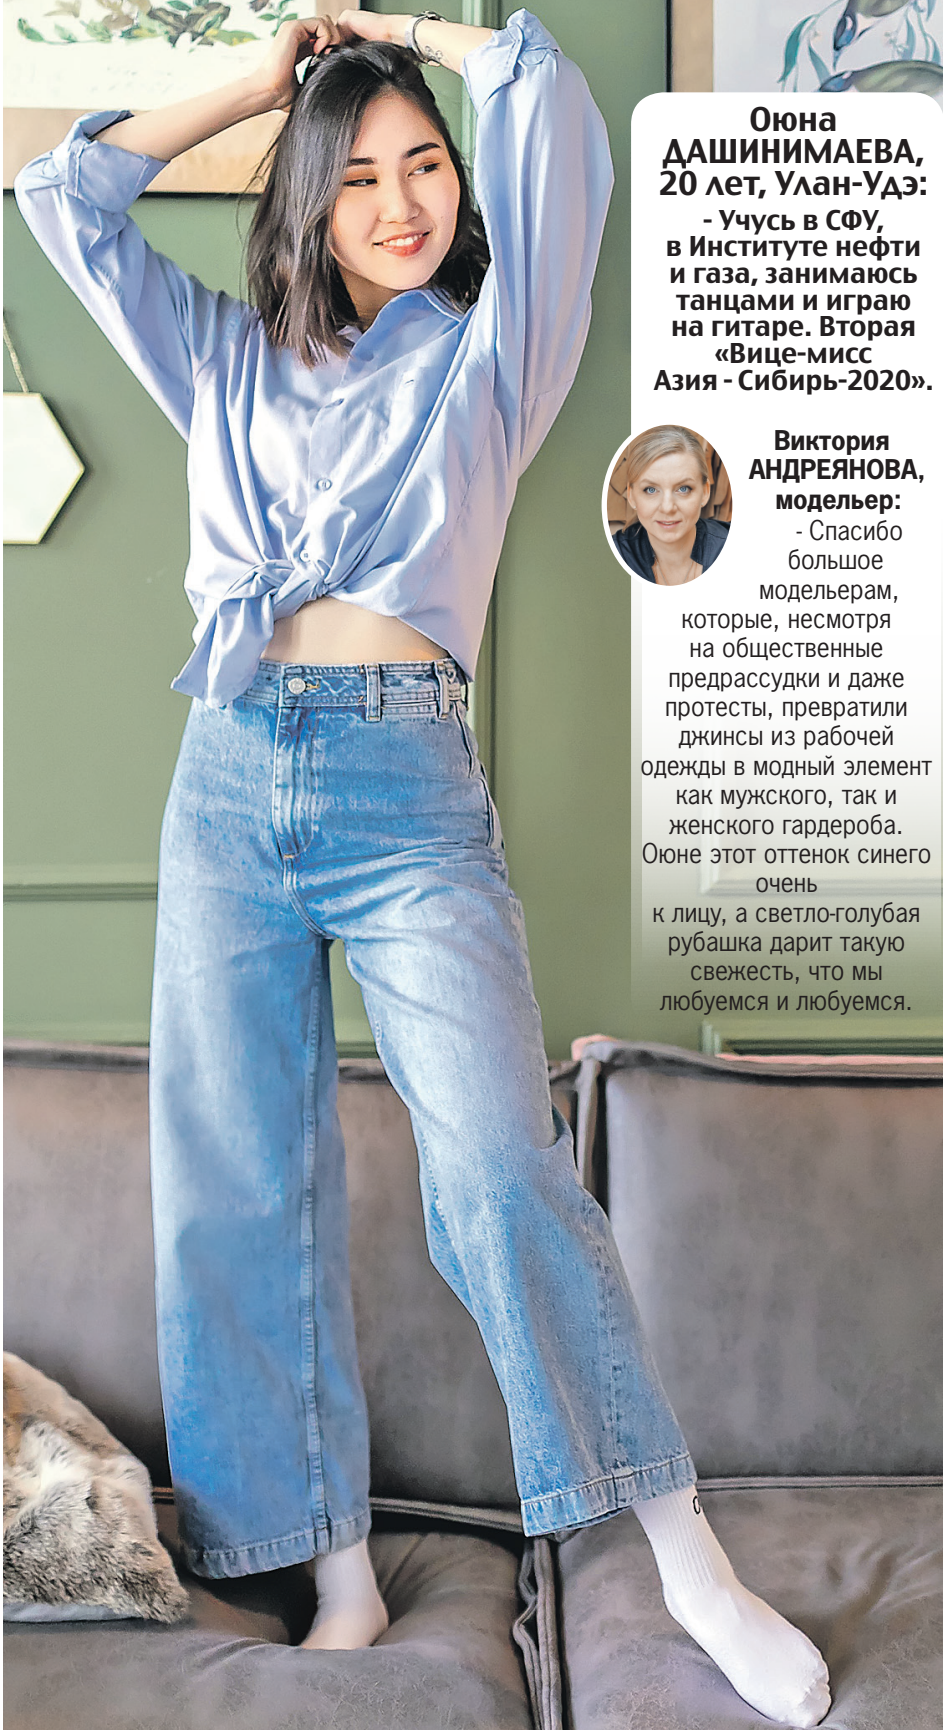 Оюна
ДАШИНИМАЕВА,
20 лет, Улан-Удэ:
- Учусь в СФУ,
в Институте нефти
и газа, занимаюсь
танцами и играю
на гитаре. Вторая
«Вице-мисс
Азия - Сибирь-2020».
Виктория
АНДРЕЯНОВА,
модельер:
- Спасибо
большое
модельерам,
которые, несмотря
на общественные
предрассудки и даже
протесты, превратили
джинсы из рабочей
одежды в модный элемент
как мужского, так и
женского гардероба.
Оюне этот оттенок синего
очень
к лицу, а светло-голубая
рубашка дарит такую
свежесть, что мы
любуемся и любуемся.